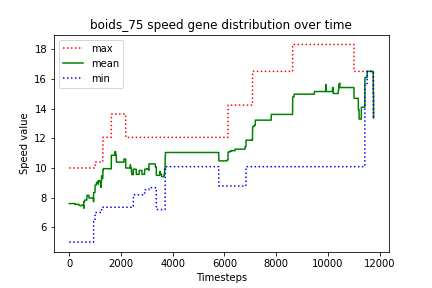 boids_75 speed gene distribution over time
max
mean
min
Speed value
18
16
14
12
10
8
6
0
2000
4000
6000
8000
10000
12000
Timesteps